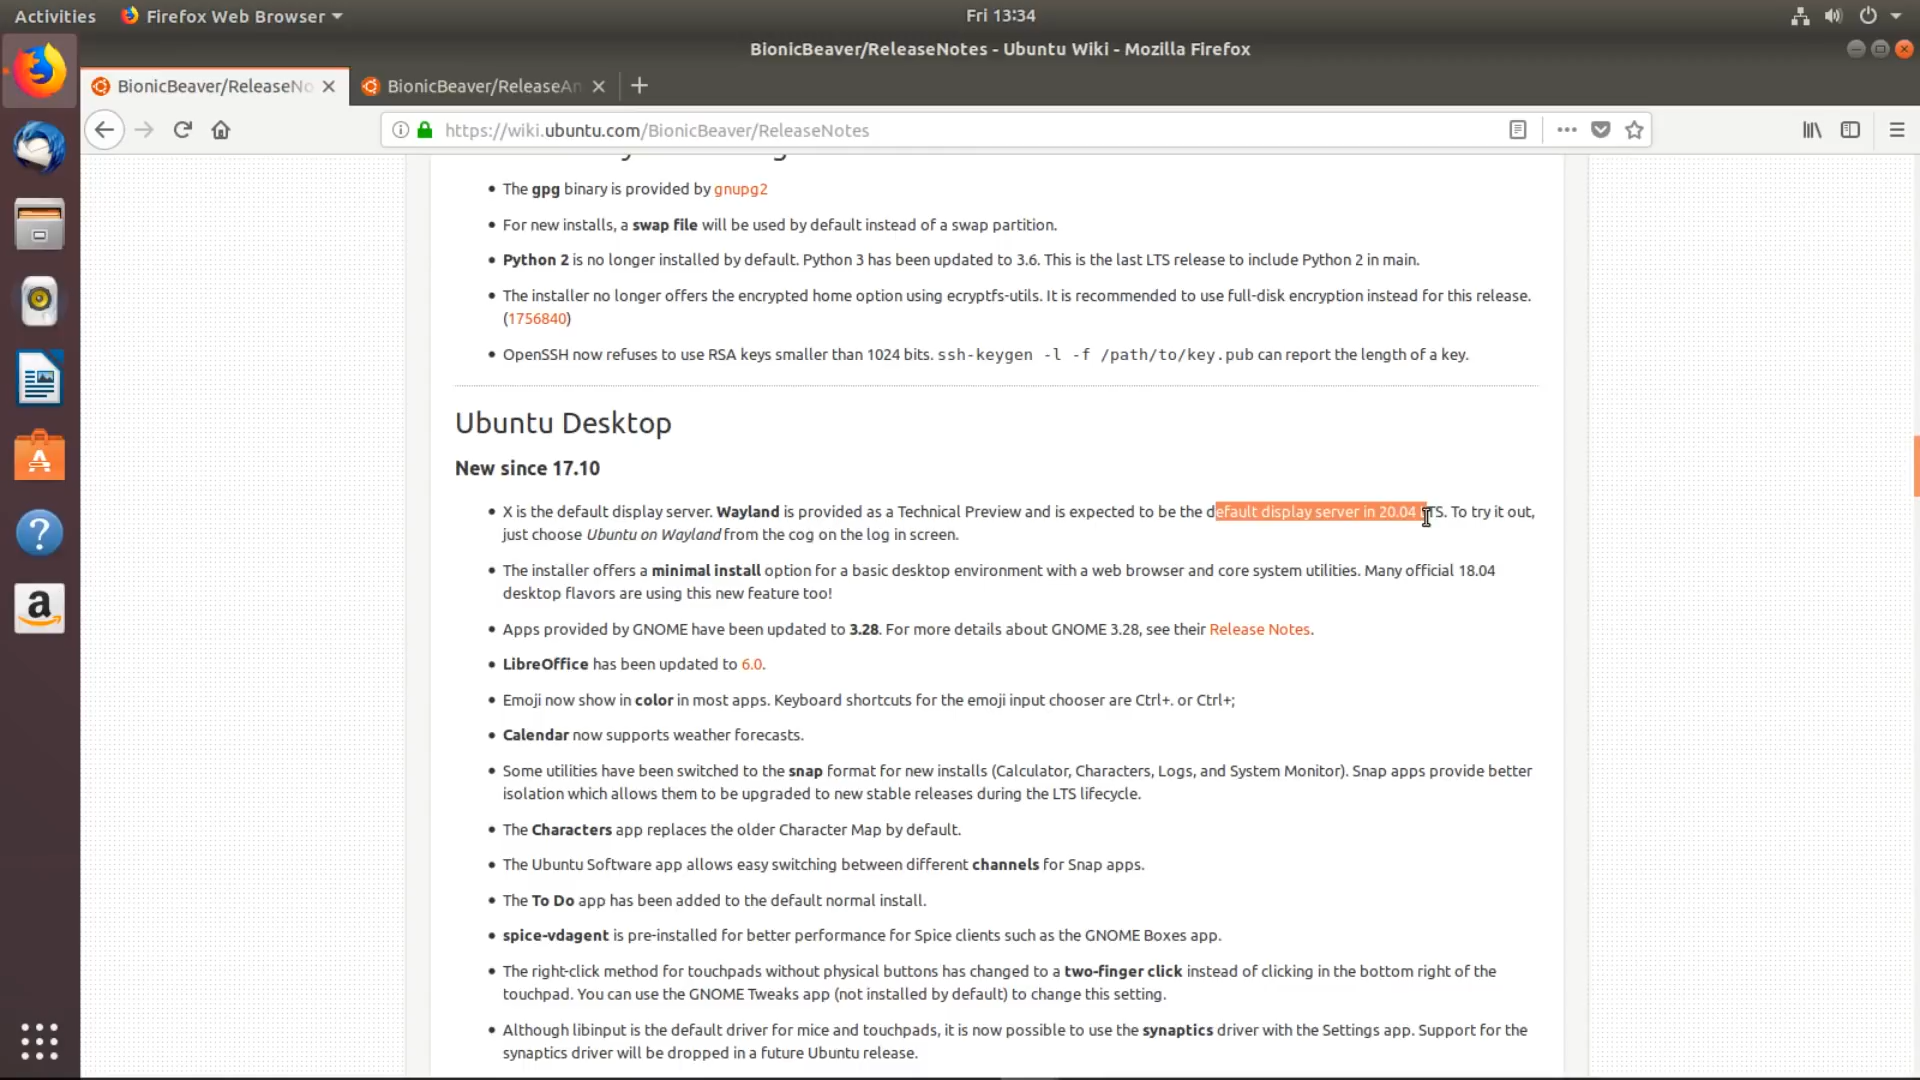 Activities Firefox Web Browser Fri 13:34
BionicBeaver/ReleaseNotes - Ubuntu Wiki - Mozilla Firefox
BionicBeaver/ReleaseNo BionicBeaver/ReleaseAn
https://wiki.ubuntu.com/BionicBeaver/ReleaseNotes
The gpg binary is provided by gnupg2
For new installs, a swap file will be used by default instead of a swap partition.
Python 2 is no longer installed by default. Python 3 has been updated to 3.6. This is the last LTS release to include Python 2 in main.
The installer no longer offers the encrypted home option using ecryptfs-utils. It is recommended to use full-disk encryption instead for this release.
(1756840)
OpenSSH now refuses to use RSA keys smaller than 1024 bits. ssh-keygen -l -f /path/to/key.pub can report the length of a key.
Ubuntu Desktop
New since 17.10
X is the default display server. Wayland is provided as a Technical Preview and is expected to be the default display server in 20.04 LTS. To try it out,
just choose Ubuntu on Wayland from the cog on the log in screen.
The installer offers a minimal install option for a basic desktop environment with a web browser and core system utilities. Many official 18.04
desktop flavors are using this new feature too!
Apps provided by GNOME have been updated to 3.28. For more details about GNOME 3.28, see their Release Notes.
LibreOffice has been updated to 6.0.
Emoji now show in color in most apps. Keyboard shortcuts for the emoji input chooser are Ctrl+. or Ctrl+;
Calendar now supports weather forecasts.
Some utilities have been switched to the snap format for new installs (Calculator, Characters, Logs, and System Monitor). Snap apps provide better
isolation which allows them to be upgraded to new stable releases during the LTS lifecycle.
The Characters app replaces the older Character Map by default.
The Ubuntu Software app allows easy switching between different channels for Snap apps.
The To Do app has been added to the default normal install.
spice-vdagent is pre-installed for better performance for Spice clients such as the GNOME Boxes app.
The right-click method for touchpads without physical buttons has changed to a two-finger click instead of clicking in the bottom right of the
touchpad. You can use the GNOME Tweaks app (not installed by default) to change this setting.
Although libinput is the default driver for mice and touchpads, it is now possible to use the synaptics driver with the Settings app. Support for the
synaptics driver will be dropped in a future Ubuntu release.